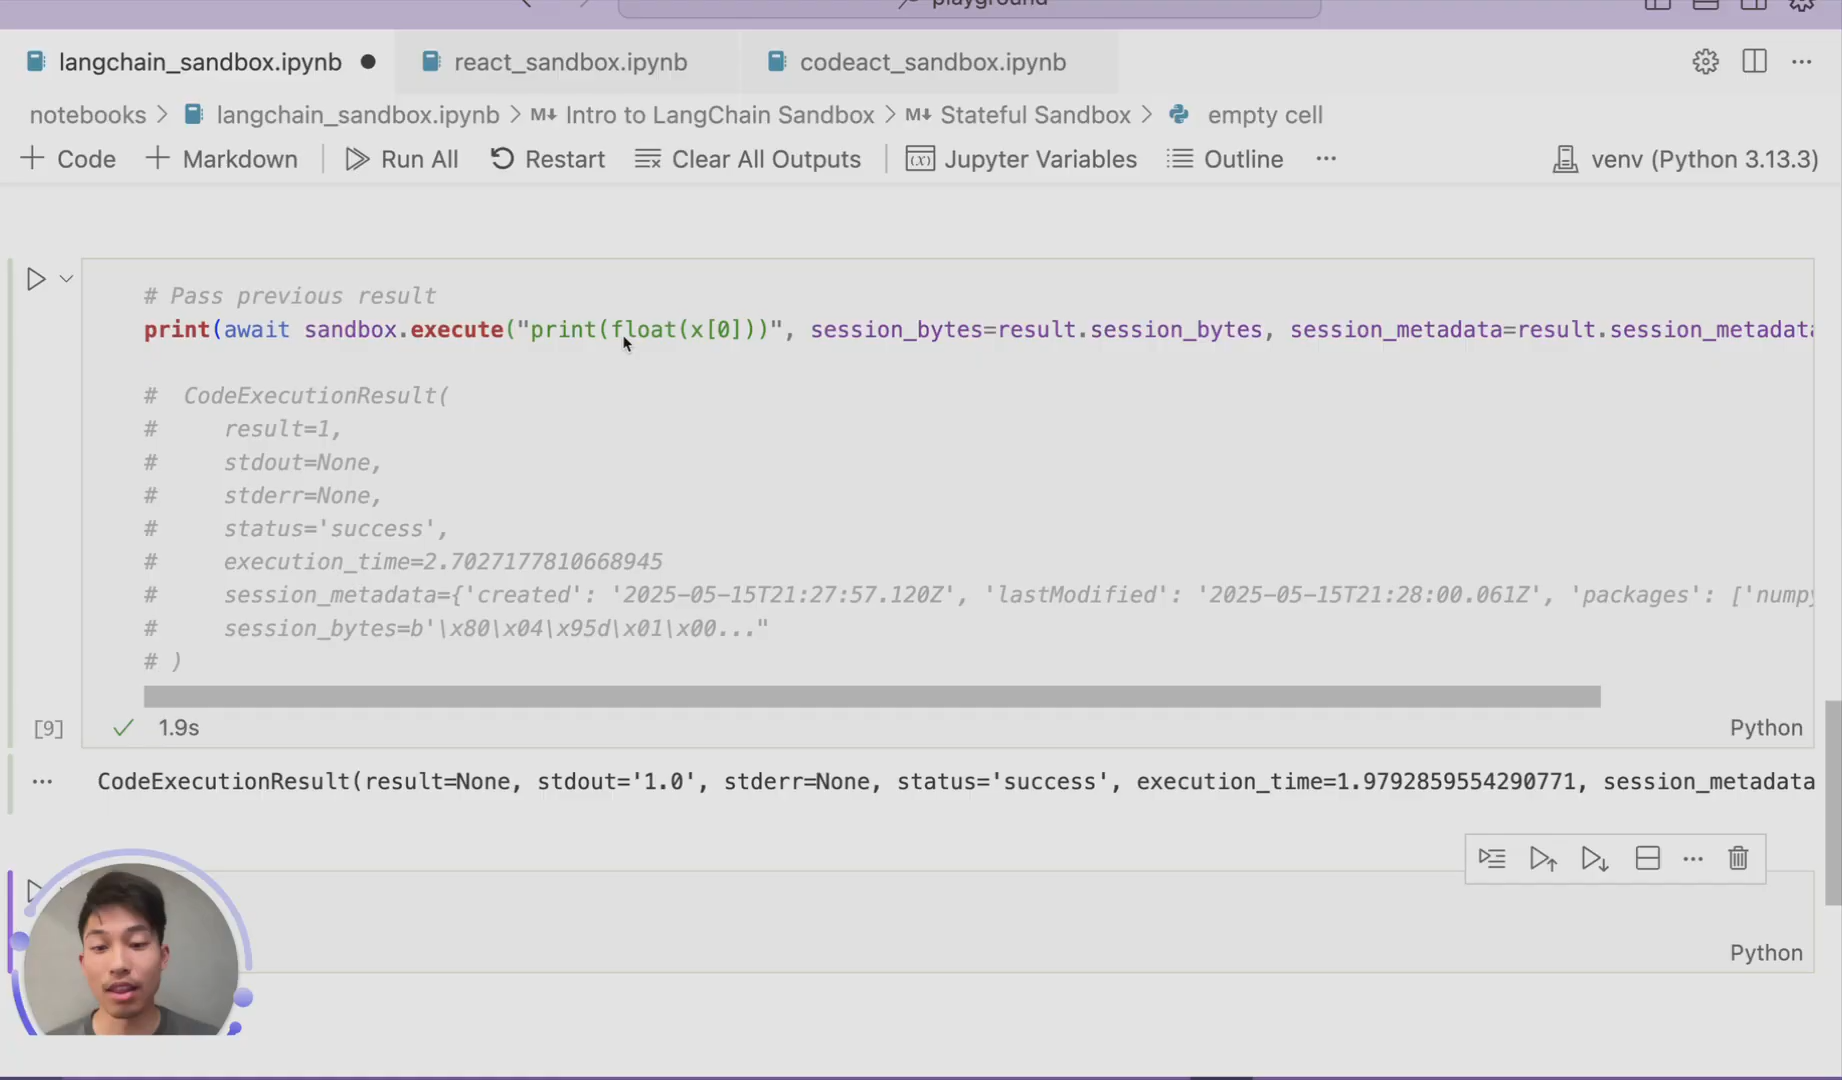 playground
langchain_sandbox.ipynb ● react_sandbox.ipynb codeact_sandbox.ipynb
notebooks > langchain_sandbox.ipynb > M↓ Intro to LangChain Sandbox > M↓ Stateful Sandbox > empty cell
+ Code + Markdown Run All Restart Clear All Outputs Jupyter Variables Outline ... venv (Python 3.13.3)
# Pass previous result
print(await sandbox.execute("print(float(x[0]))", session_bytes=result.session_bytes, session_metadata=result.session_metadata
#  CodeExecutionResult(
#     result=1,
#     stdout=None,
#     stderr=None,
#     status='success',
#     execution_time=2.7027177810668945
#     session_metadata={'created': '2025-05-15T21:27:57.120Z', 'lastModified': '2025-05-15T21:28:00.061Z', 'packages': ['numpy
#     session_bytes=b'\x80\x04\x95d\x01\x00..."
# )
[9] ✓ 1.9s Python
... CodeExecutionResult(result=None, stdout='1.0', stderr=None, status='success', execution_time=1.9792859554290771, session_metadata
Python